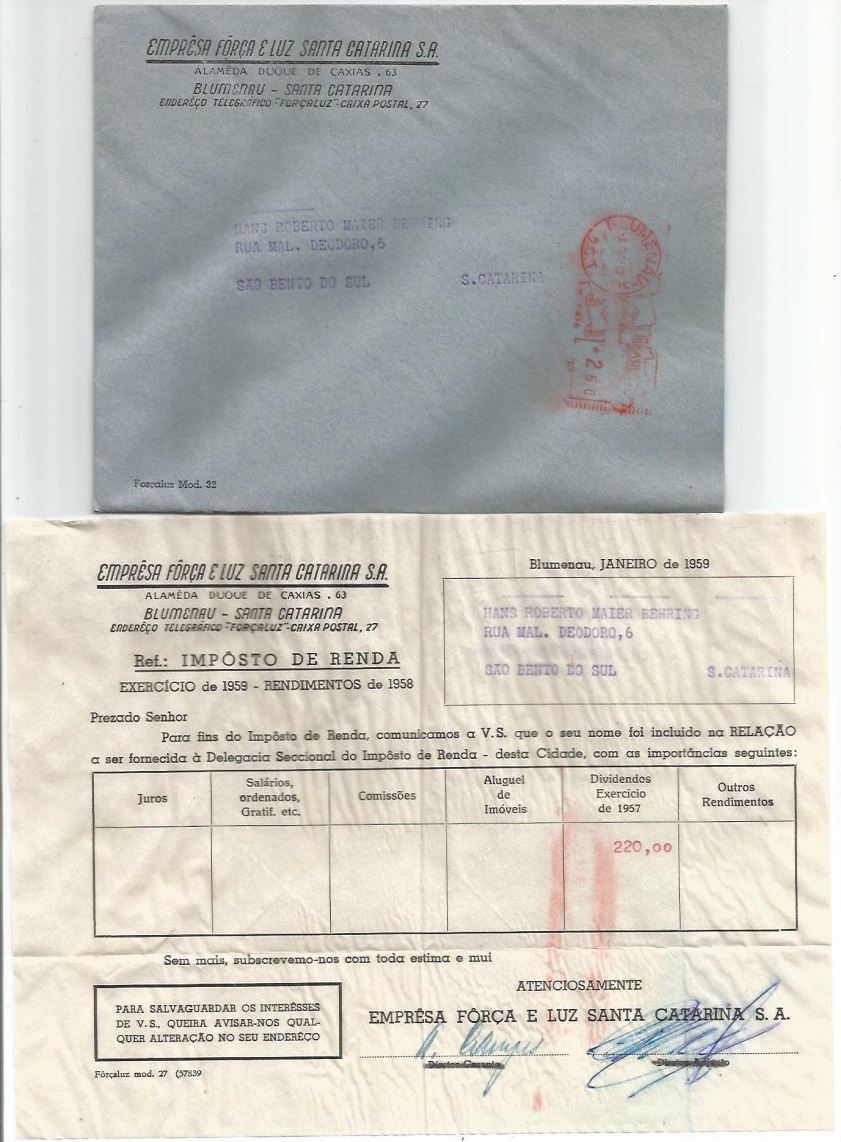 EMPRÊSA FÔRÇA E LUZ SANTA CATARINA S.A.
ALAMÊDA DUQUE DE CAXIAS . 63
BLUMENAU - SANTA CATARINA
ENDERÊÇO TELEGRÁFICO "FORÇALUZ"-CAIXA POSTAL, 27
HANS ROBERTO MAIER BEHRING
RUA MAL. DEODORO,6
SÃO BENTO DO SUL S.CATARINA
BLUMENAU
*250
Forçaluz Mod. 32
EMPRÊSA FÔRÇA E LUZ SANTA CATARINA S.A.
ALAMÊDA DUQUE DE CAXIAS . 63
BLUMENAU - SANTA CATARINA
ENDERÊÇO TELEGRÁFICO "FORÇALUZ"-CAIXA POSTAL, 27
Blumenau, JANEIRO de 1959
HANS ROBERTO MAIER BEHRING
RUA MAL. DEODORO,6
SÃO BENTO DO SUL S.CATARINA
Ref.: IMPÔSTO DE RENDA
EXERCÍCIO de 1959 - RENDIMENTOS de 1958
Prezado Senhor
Para fins do Impôsto de Renda, comunicamos a V.S. que o seu nome foi incluido na RELAÇÃO
a ser fornecida à Delegacia Seccional do Impôsto de Renda - desta Cidade, com as importâncias seguintes:
Juros
Salários,
ordenados,
Gratif. etc.
Comissões
Aluguel
de
Imóveis
Dividendos
Exercício
de 1957
Outros
Rendimentos
220,00
Sem mais, subscrevemo-nos com toda estima e mui
ATENCIOSAMENTE
EMPRÊSA FÔRÇA E LUZ SANTA CATARINA S. A.
PARA SALVAGUARDAR OS INTERÊSSES
DE V.S., QUEIRA AVISAR-NOS QUAL-
QUER ALTERAÇÃO NO SEU ENDERÊÇO
Diretor-Gerente Diretor-Adjunto
Fôrçaluz mod. 27 (57839